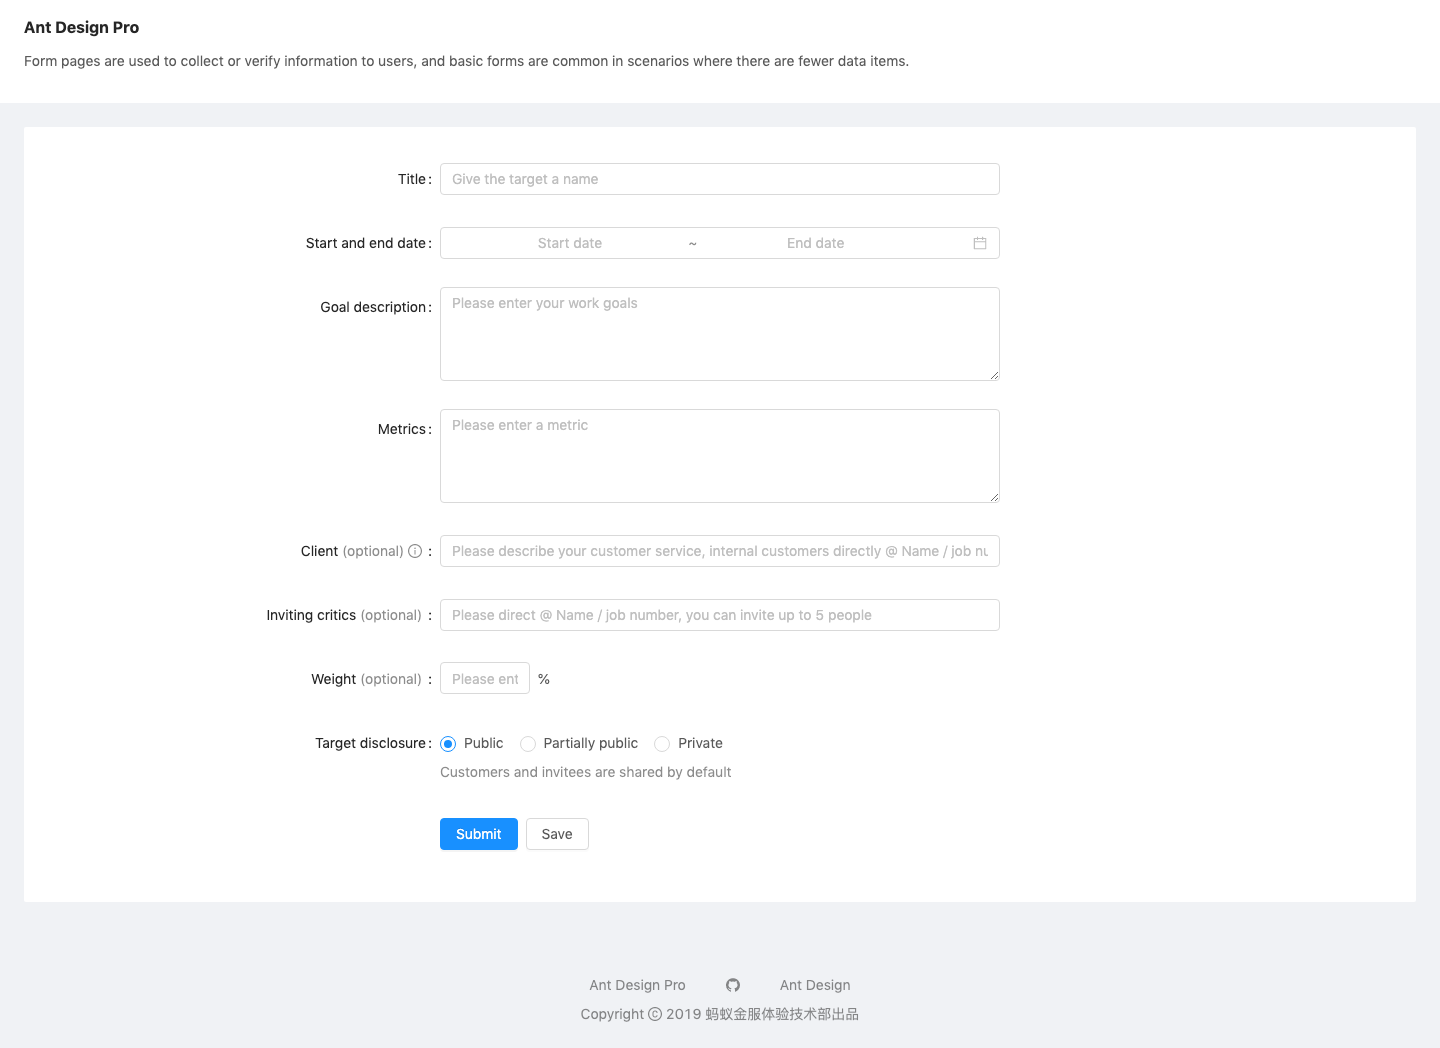 Ant Design Pro
Form pages are used to collect or verify information to users, and basic forms are common in scenarios where there are fewer data items.
Title : Give the target a name
Start and end date : Start date ~ End date
Goal description : Please enter your work goals
Metrics : Please enter a metric
Client (optional) : Please describe your customer service, internal customers directly @ Name / job nu
Inviting critics (optional) : Please direct @ Name / job number, you can invite up to 5 people
Weight (optional) : Please ent %
Target disclosure : Public Partially public Private
Customers and invitees are shared by default
Submit Save
Ant Design Pro Ant Design
Copyright © 2019 蚂蚁金服体验技术部出品